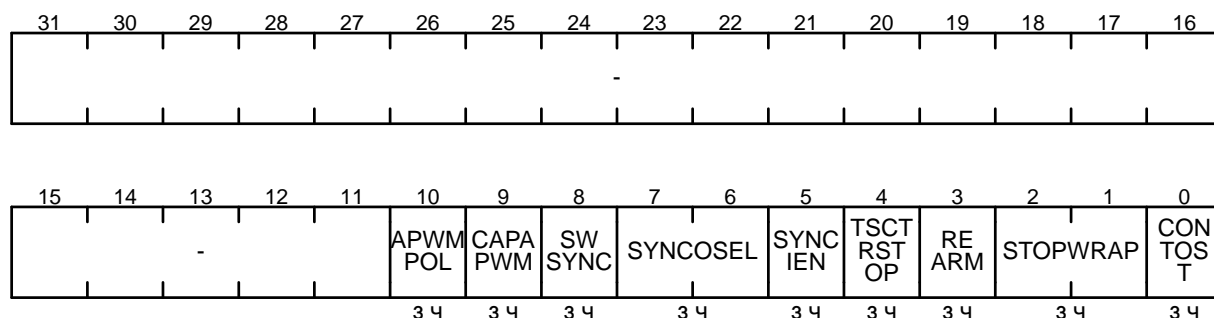 31 30 29 28 27 26 25 24 23 22 21 20 19 18 17 16
-
15 14 13 12 11 10 9 8 7 6 5 4 3 2 1 0
- APWM POL CAPA PWM SW SYNC SYNCOSEL SYNC IEN TSCT RST OP RE ARM STOPWRAP CON TOS T
з ч з ч з ч з ч з ч з ч з ч з ч з ч